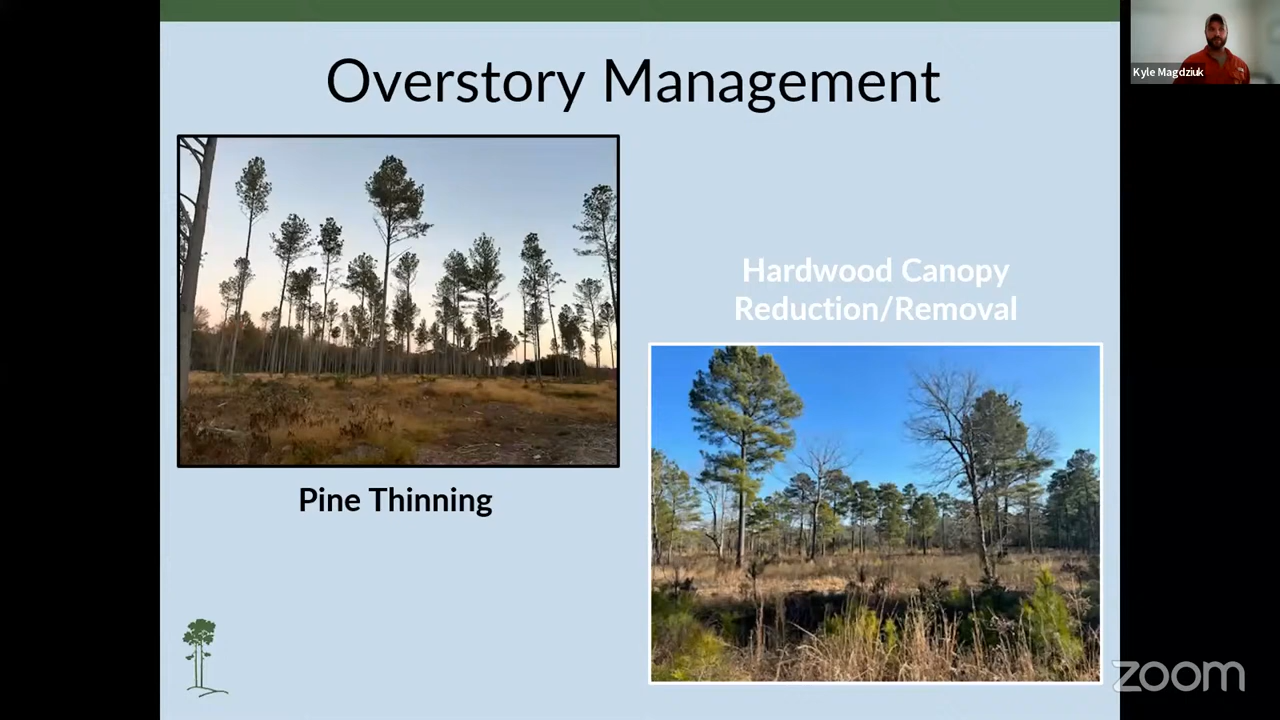 Overstory Management
Kyle Magdziuk
Hardwood Canopy
Reduction/Removal
Pine Thinning
zoom